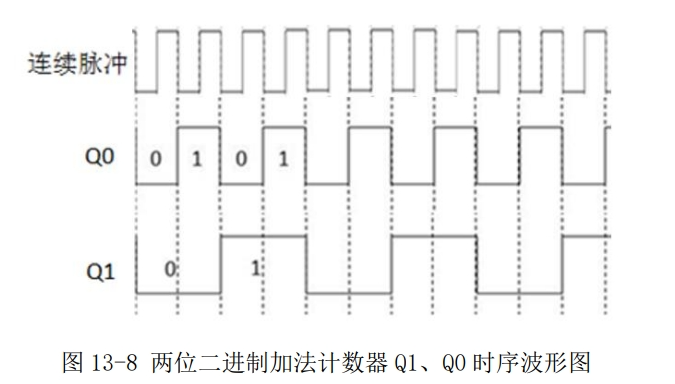 连续脉冲
Q0 0 1 0 1
Q1 0 1
图 13-8 两位二进制加法计数器 Q1、Q0 时序波形图